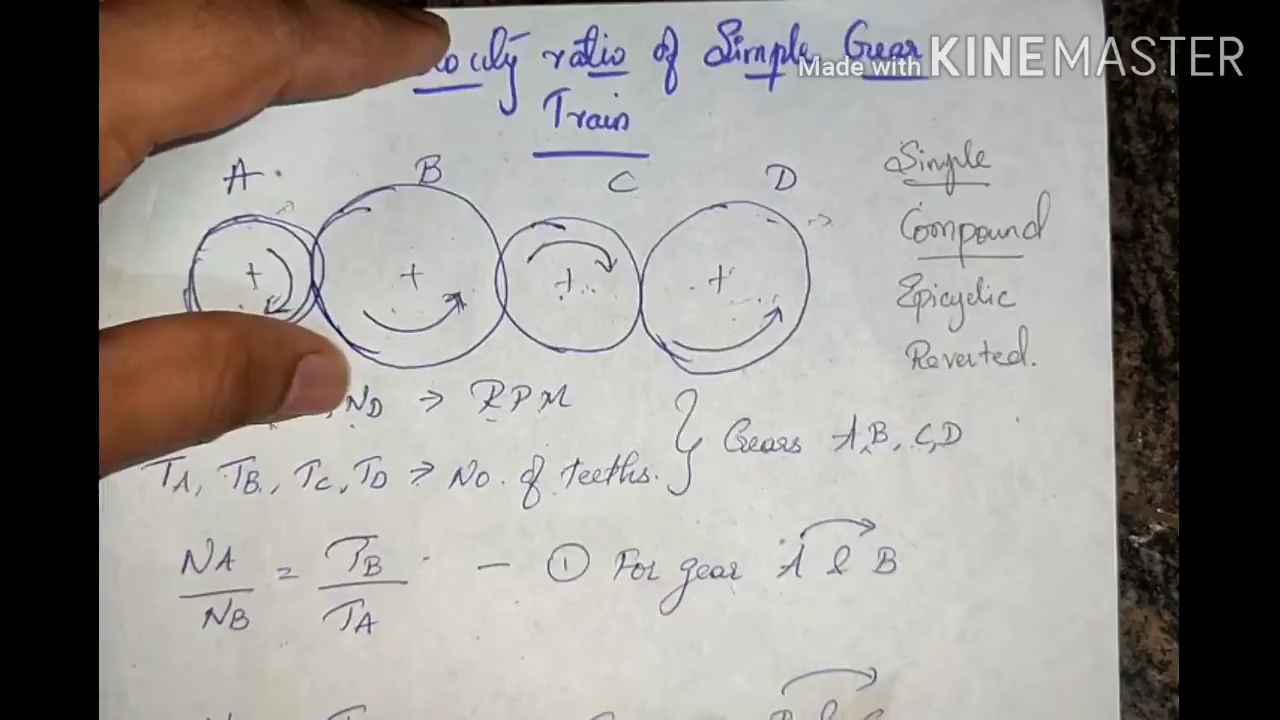 ocity ratio of Simple Gear
Made with KINEMASTER
Train
A B C D
Simple
Compound
Epicyclic
Reverted.
ND → RPM
TA, TB, TC, TD → No. of teeths. } Gears A,B, C,D
NA/NB = TB/TA — ① For gear A & B